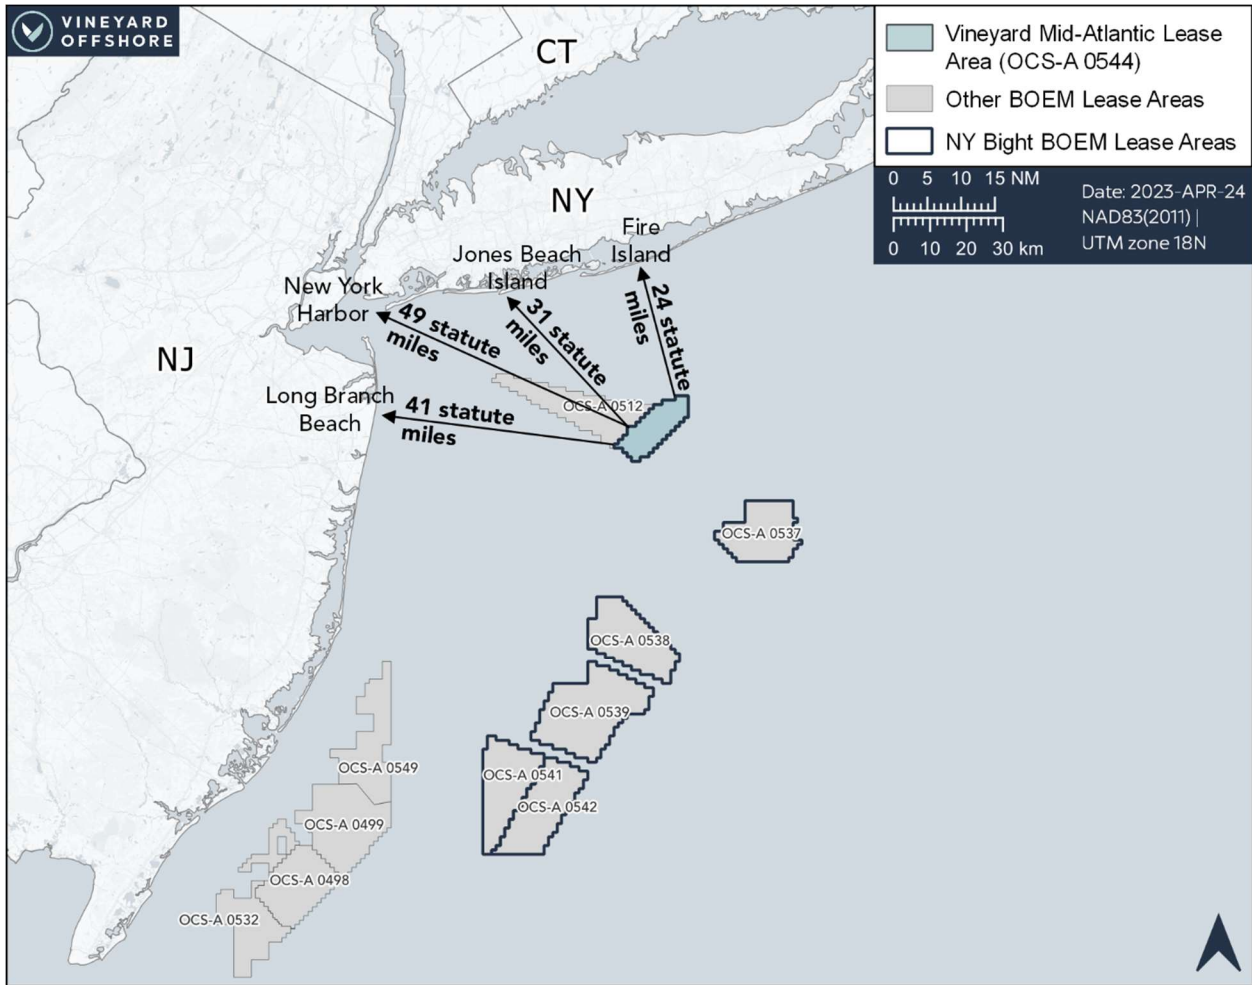 VINEYARD
OFFSHORE
CT
Vineyard Mid-Atlantic Lease
Area (OCS-A 0544)
Other BOEM Lease Areas
NY Bight BOEM Lease Areas
0 5 10 15 NM
0 10 20 30 km
Date: 2023-APR-24
NAD83(2011) |
UTM zone 18N
NY
Fire
Island
Jones Beach
Island
New York
Harbor
24 statute
miles
31 statute
miles
49 statute
miles
NJ
Long Branch
Beach
41 statute
miles
OCS-A 0512
OCS-A 0537
OCS-A 0538
OCS-A 0539
OCS-A 0549
OCS-A 0541
OCS-A 0542
OCS-A 0499
OCS-A 0498
OCS-A 0532